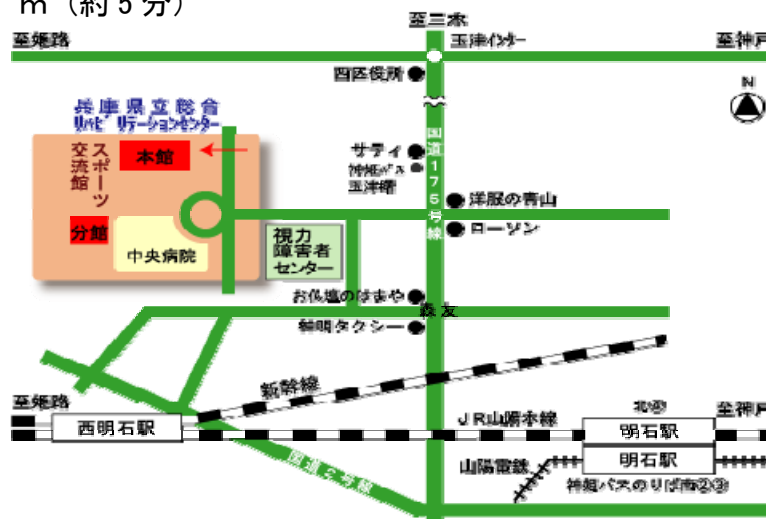 m（約5分）
至三木
至姫路
玉津インター
至神戸
西区役所
N
兵庫県立総合
リハビリテーションセンター
国道175号線
サティ
神姫バス
玉津曙
スポーツ
交流館
本館
洋服の青山
ローソン
分館
中央病院
視力
障害者
センター
お仏壇のはまや
森友
神明タクシー
新幹線
至姫路
西明石駅
JR山陽本線
明石駅
至神戸
国道2号線
山陽電鉄
明石駅
神姫バスのりば南②③